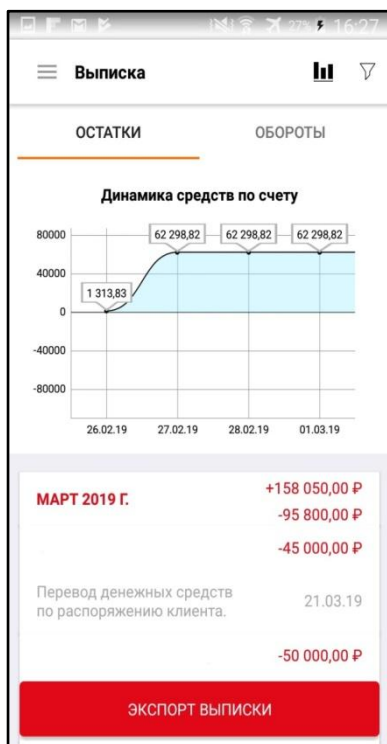 27% 16:27
Выписка
ОСТАТКИ ОБОРОТЫ
Динамика средств по счету
80000
62 298,82 62 298,82 62 298,82
40000
1 313,83
0
-40000
-80000
26.02.19 27.02.19 28.02.19 01.03.19
МАРТ 2019 Г. +158 050,00 ₽
-95 800,00 ₽
-45 000,00 ₽
Перевод денежных средств
по распоряжению клиента. 21.03.19
-50 000,00 ₽
ЭКСПОРТ ВЫПИСКИ